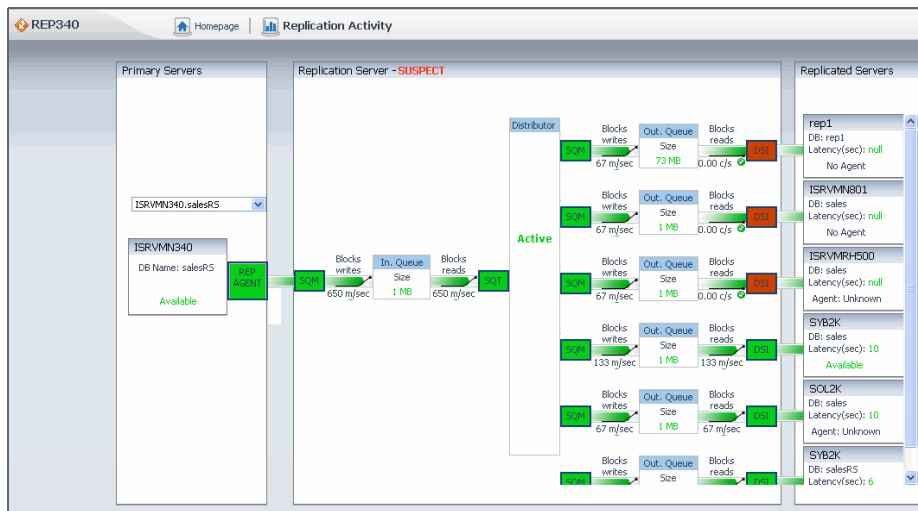 REP340
Homepage
Replication Activity
Primary Servers
ISRVMN340.salesRS
ISRVMN340
DB Name: salesRS
Available
REP
AGENT
Replication Server - SUSPECT
SQM
Blocks
writes
650 m/sec
In. Queue
Size
1 MB
Blocks
reads
650 m/sec
SQT
Distributor
Active
SQM
Blocks
writes
67 m/sec
Out. Queue
Size
73 MB
Blocks
reads
0.00 c/s
DSI
SQM
Blocks
writes
67 m/sec
Out. Queue
Size
1 MB
Blocks
reads
0.00 c/s
DSI
SQM
Blocks
writes
67 m/sec
Out. Queue
Size
1 MB
Blocks
reads
0.00 c/s
DSI
SQM
Blocks
writes
133 m/sec
Out. Queue
Size
1 MB
Blocks
reads
133 m/sec
DSI
SQM
Blocks
writes
67 m/sec
Out. Queue
Size
1 MB
Blocks
reads
67 m/sec
DSI
SQM
Blocks
writes
Out. Queue
Size
Blocks
reads
DSI
Replicated Servers
rep1
DB: rep1
Latency(sec): null
No Agent
ISRVMN801
DB: sales
Latency(sec): null
No Agent
ISRVMRH500
DB: sales
Latency(sec): null
Agent: Unknown
SYB2K
DB: sales
Latency(sec): 10
Available
SOL2K
DB: sales
Latency(sec): 10
Agent: Unknown
SYB2K
DB: salesRS
Latency(sec): 6